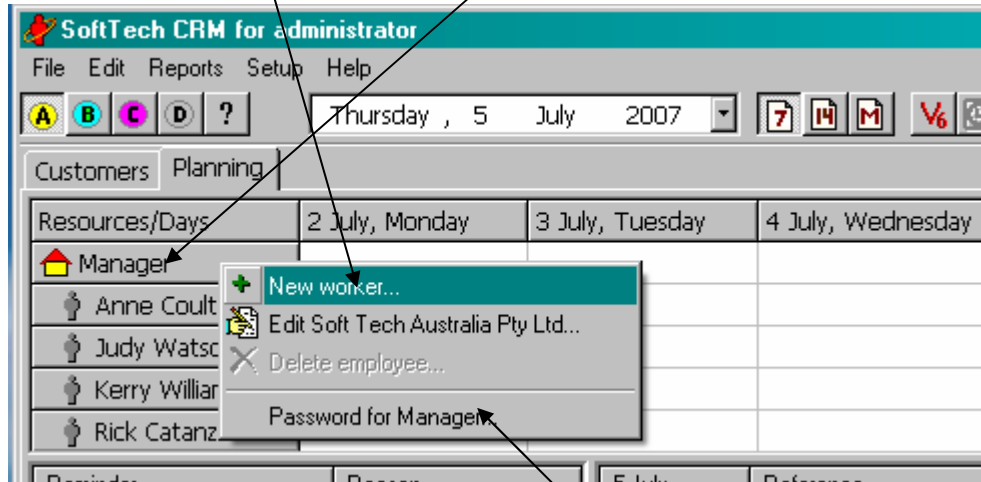 SoftTech CRM for administrator
File Edit Reports Setup Help
A B C D ? Thursday , 5 July 2007 7 14 M V6
Customers Planning
Resources/Days 2 July, Monday 3 July, Tuesday 4 July, Wednesday
Manager
New worker...
Anne Coult
Edit Soft Tech Australia Pty Ltd...
Judy Watsc
Delete employee...
Kerry Williar
Password for Manager...
Rick Catanz
Reminder Reason 5 July Reference